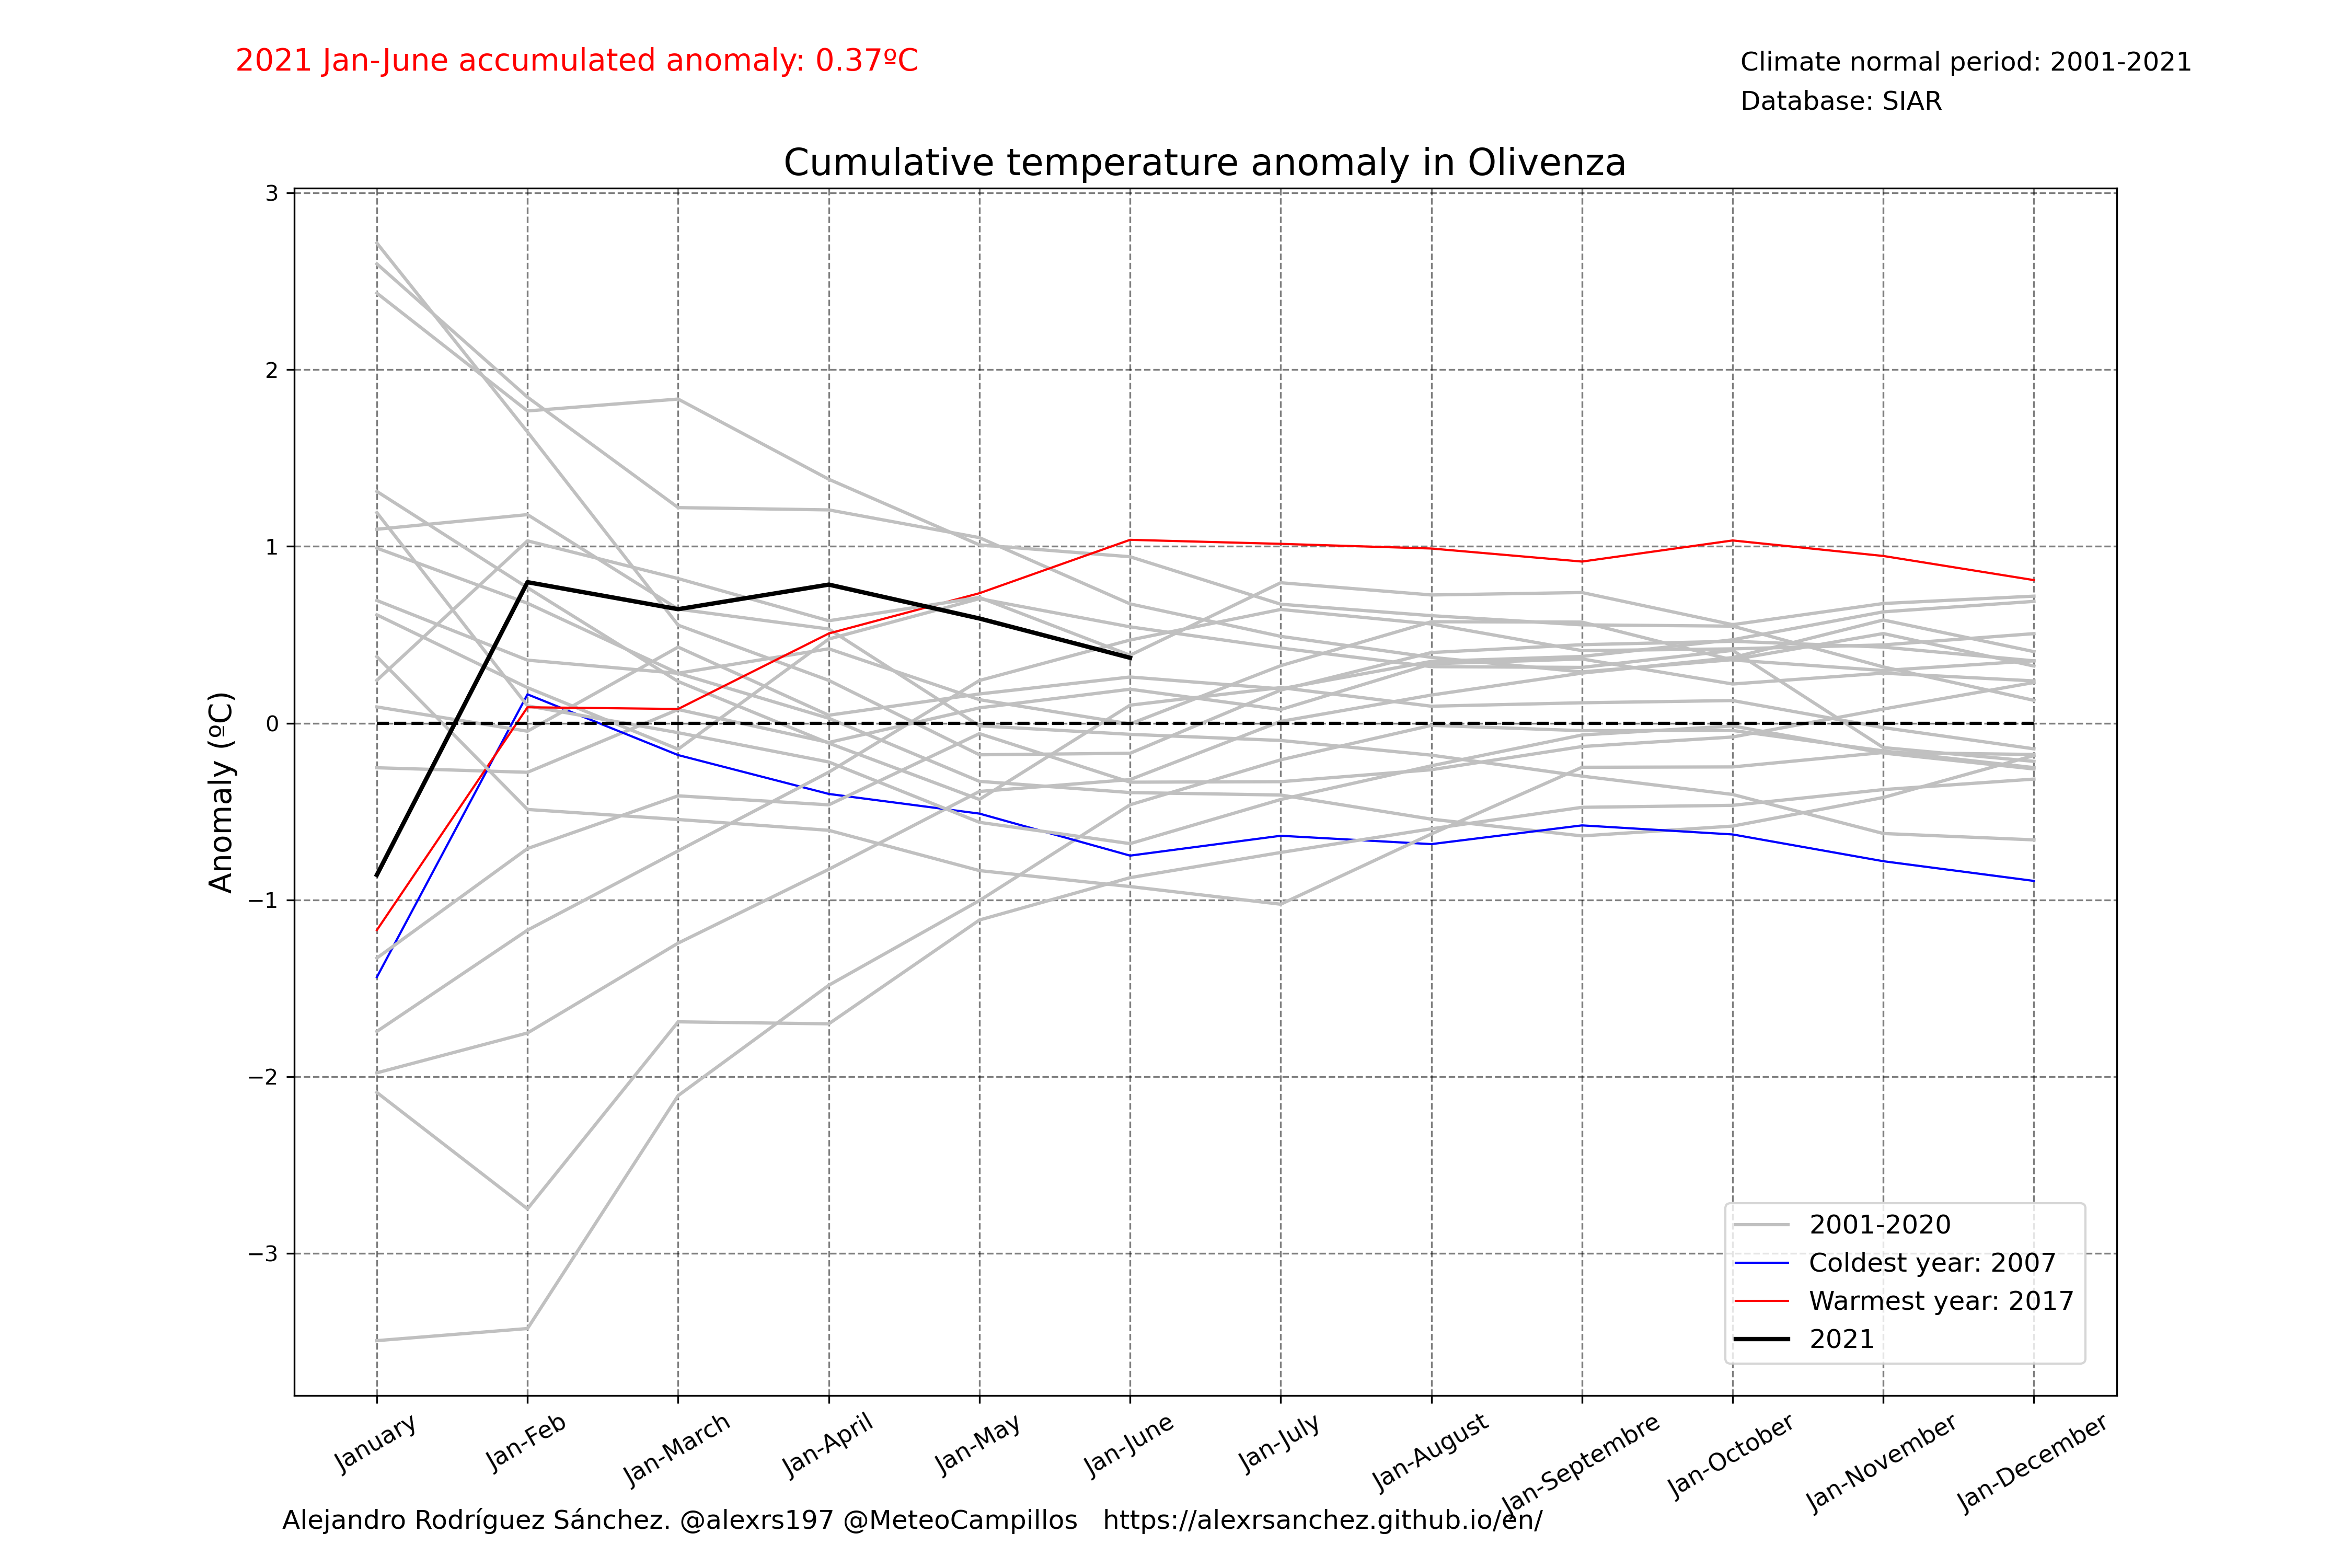 2021 Jan-June accumulated anomaly: 0.37ºC
Climate normal period: 2001-2021
Database: SIAR
Cumulative temperature anomaly in Olivenza
Anomaly (ºC)
3
2
1
0
−1
−2
−3
2001-2020
Coldest year: 2007
Warmest year: 2017
2021
January
Jan-Feb
Jan-March
Jan-April
Jan-May
Jan-June
Jan-July
Jan-August
Jan-Septembre
Jan-October
Jan-November
Jan-December
Alejandro Rodríguez Sánchez. @alexrs197 @MeteoCampillos https://alexrsanchez.github.io/en/